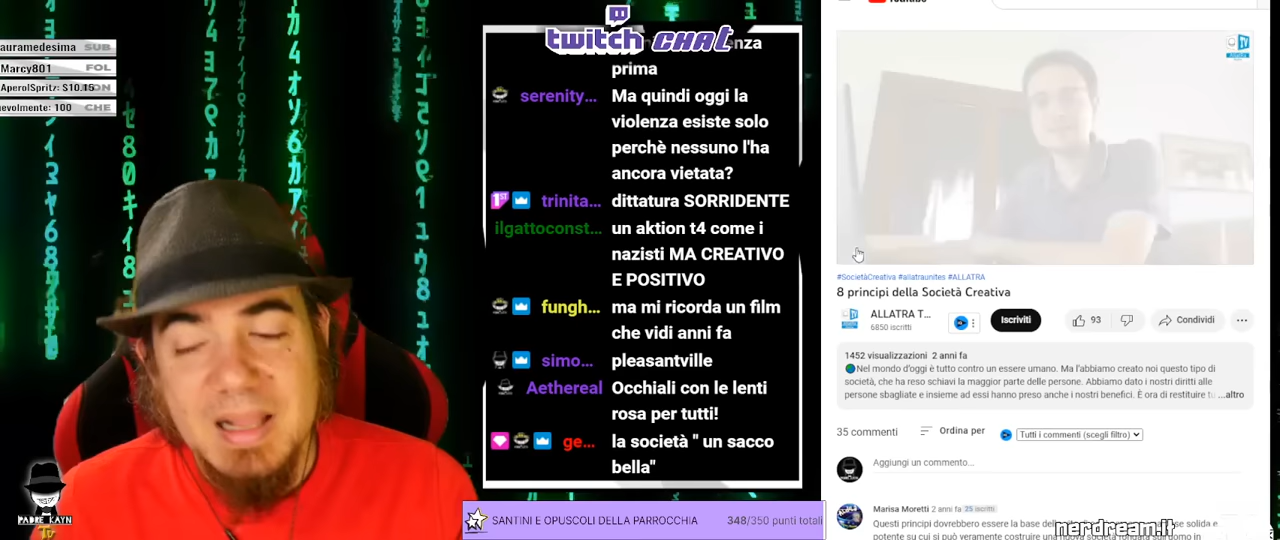 auramedesima SUB
Marcy801 FOL
AperolSpritz: $10.15
evolmente: 100 CHE
twitch CHAT
prima
serenity... Ma quindi oggi la
violenza esiste solo
perchè nessuno l'ha
ancora vietata?
trinita... dittatura SORRIDENTE
ilgattoconst... un aktion t4 come i
nazisti MA CREATIVO
E POSITIVO
fungh... ma mi ricorda un film
che vidi anni fa
simo... pleasantville
Aethereal Occhiali con le lenti
rosa per tutti!
ge... la società " un sacco
bella"
PADRE KAYN
SANTINI E OPUSCOLI DELLA PARROCCHIA 348/350 punti totali
#SocietàCreativa #allatraunites #ALLATRA
8 principi della Società Creativa
ALLATRA T...
6850 iscritti
Iscriviti
93
Condividi
1452 visualizzazioni 2 anni fa
Nel mondo d'oggi è tutto contro un essere umano. Ma l'abbiamo creato noi questo tipo di
società, che ha reso schiavi la maggior parte delle persone. Abbiamo dato i nostri diritti alle
persone sbagliate e insieme ad essi hanno preso anche i nostri benefici. È ora di restituire ...altro
35 commenti
Ordina per
Tutti i commenti (scegli filtro)
Aggiungi un commento...
Marisa Moretti 2 anni fa 25 iscritti
Questi principi dovrebbero essere la base
nerdream.it